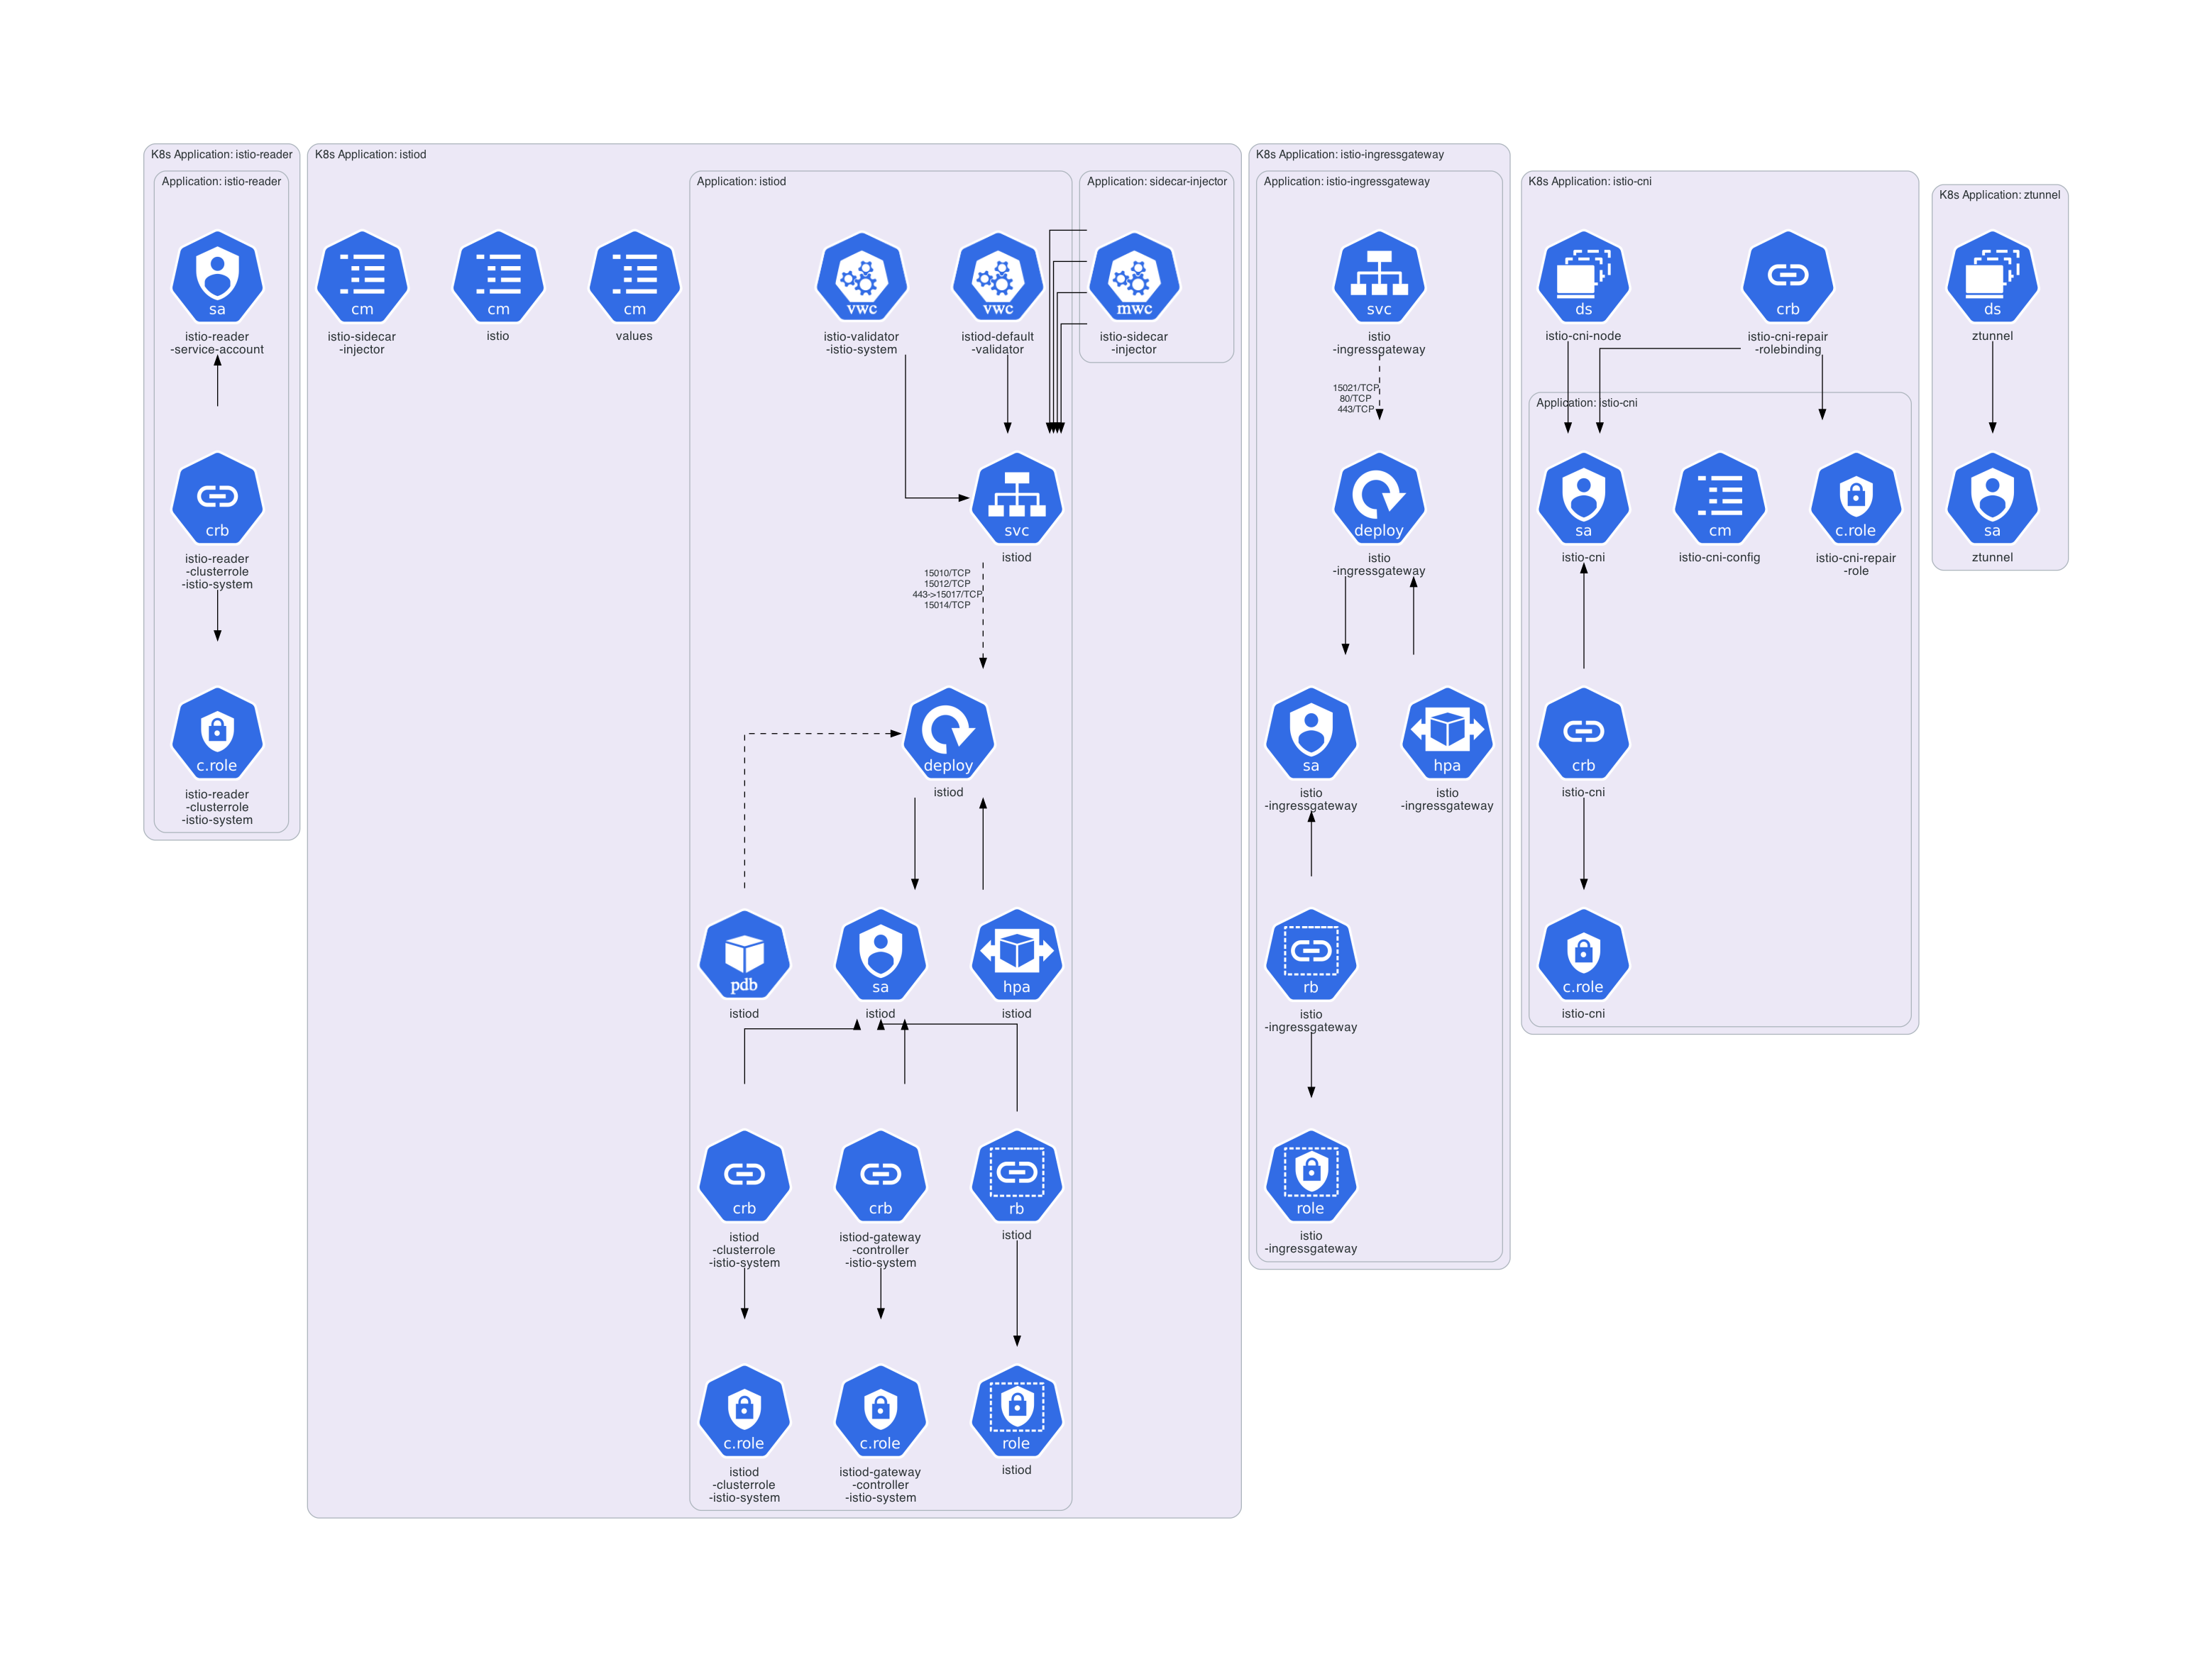 K8s Application: istio-reader
Application: istio-reader
sa
istio-reader
-service-account
crb
istio-reader
-clusterrole
-istio-system
c.role
istio-reader
-clusterrole
-istio-system
K8s Application: istiod
cm
istio-sidecar
-injector
cm
istio
cm
values
Application: istiod
vwc
istio-validator
-istio-system
vwc
istiod-default
-validator
svc
istiod
15010/TCP
15012/TCP
443->15017/TCP
15014/TCP
deploy
istiod
pdb
istiod
sa
istiod
hpa
istiod
crb
istiod
-clusterrole
-istio-system
crb
istiod-gateway
-controller
-istio-system
rb
istiod
c.role
istiod
-clusterrole
-istio-system
c.role
istiod-gateway
-controller
-istio-system
role
istiod
Application: sidecar-injector
mwc
istio-sidecar
-injector
K8s Application: istio-ingressgateway
Application: istio-ingressgateway
svc
istio
-ingressgateway
15021/TCP
80/TCP
443/TCP
deploy
istio
-ingressgateway
sa
istio
-ingressgateway
hpa
istio
-ingressgateway
rb
istio
-ingressgateway
role
istio
-ingressgateway
K8s Application: istio-cni
ds
istio-cni-node
crb
istio-cni-repair
-rolebinding
Application: istio-cni
sa
istio-cni
cm
istio-cni-config
c.role
istio-cni-repair
-role
crb
istio-cni
c.role
istio-cni
K8s Application: ztunnel
ds
ztunnel
sa
ztunnel